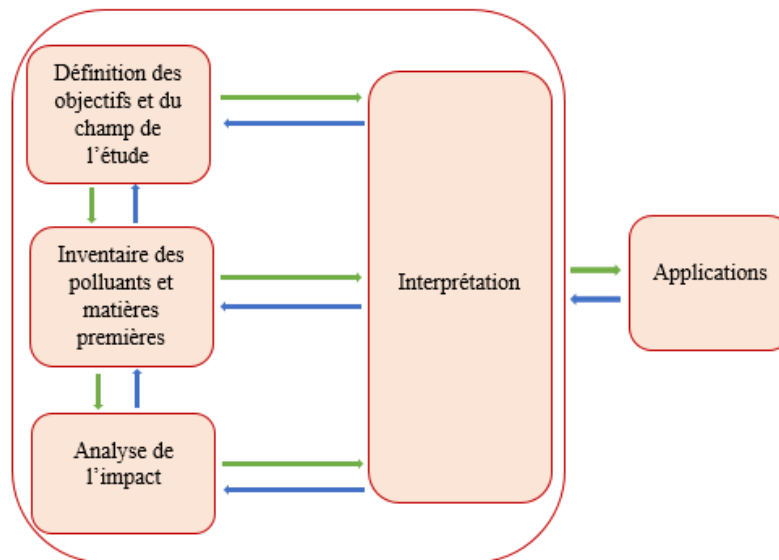 Définition des
objectifs et du
champ de
l’étude
Inventaire des
polluants et
matières
premières
Analyse de
l’impact
Interprétation
Applications